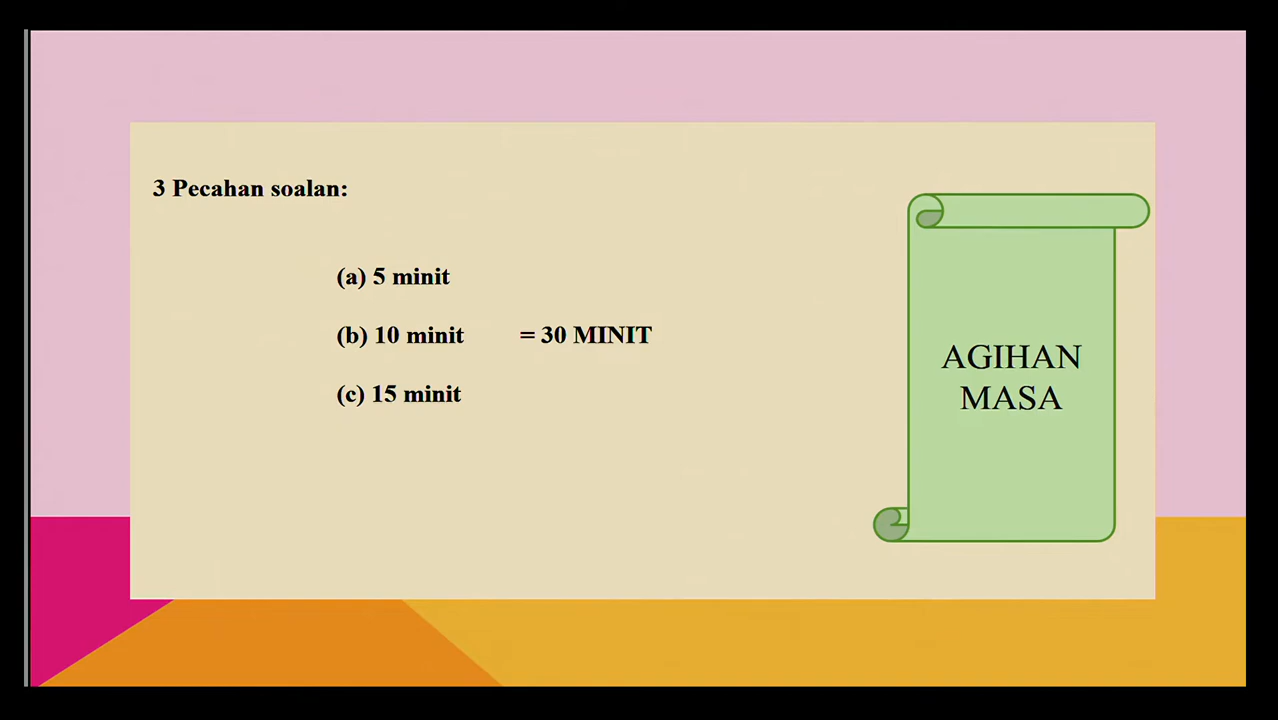 3 Pecahan soalan:
(a) 5 minit
(b) 10 minit = 30 MINIT
(c) 15 minit
AGIHAN
MASA